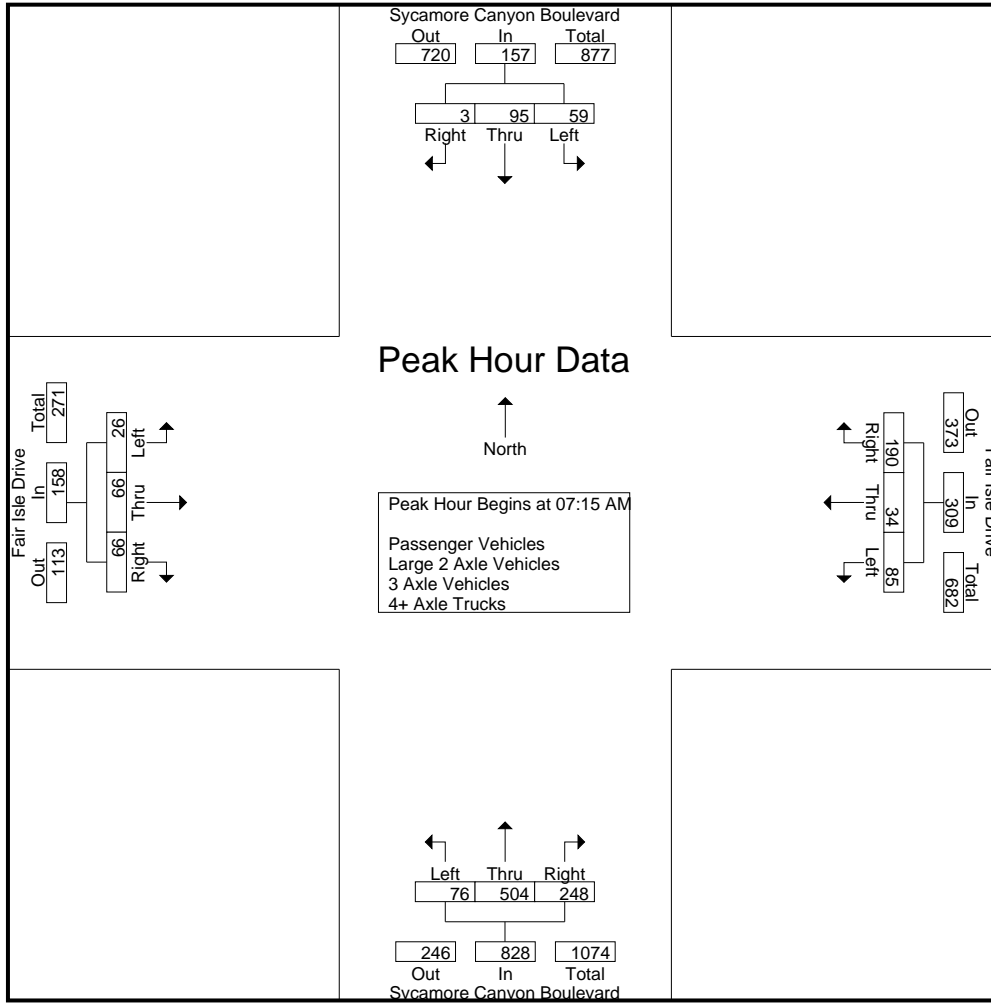 Sycamore Canyon Boulevard
Out In Total
720 157 877
3 95 59
Right Thru Left
Peak Hour Data
North
Peak Hour Begins at 07:15 AM
Passenger Vehicles
Large 2 Axle Vehicles
3 Axle Vehicles
4+ Axle Trucks
Fair Isle Drive
Total In Out
271 158 113
26 66 66
Left Thru Right
Right Thru Left
190 34 85
Out In Total
373 309 682
Fair Isle Drive
Left Thru Right
76 504 248
246 828 1074
Out In Total
Sycamore Canyon Boulevard